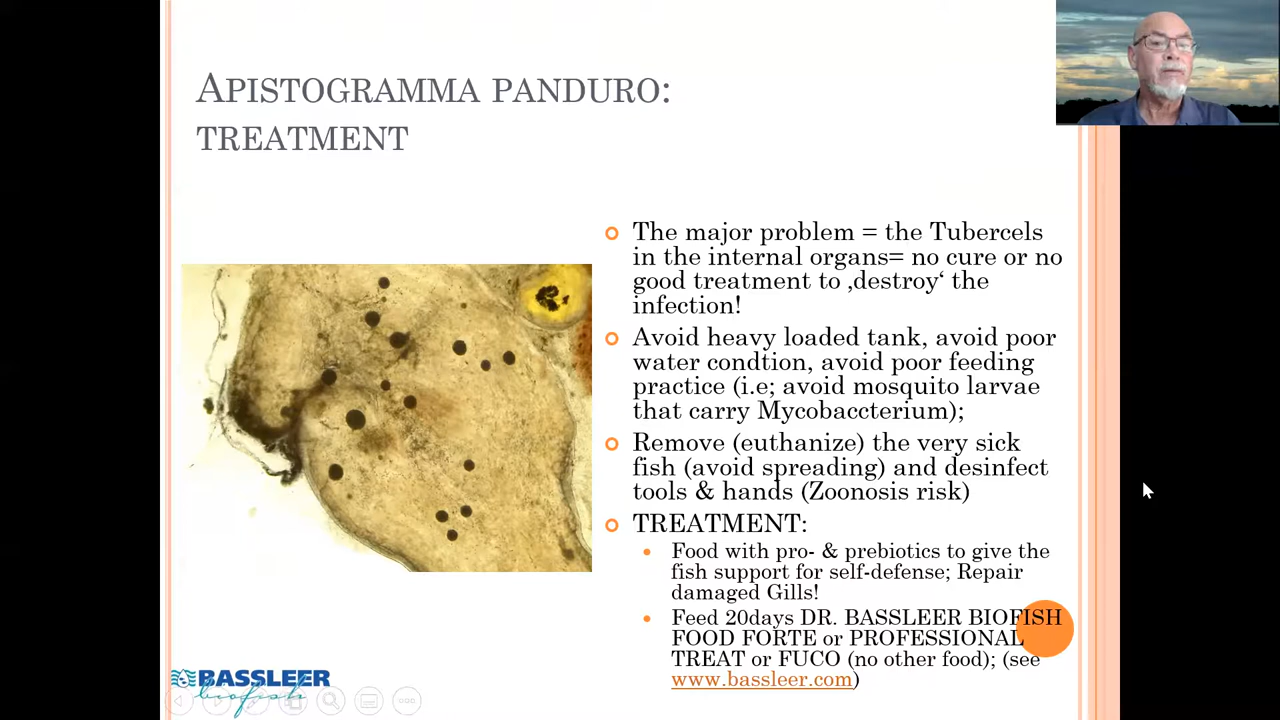 APISTOGRAMMA PANDURO:
TREATMENT
The major problem = the Tubercels
in the internal organs= no cure or no
good treatment to ‚destroy‘ the
infection!
Avoid heavy loaded tank, avoid poor
water condtion, avoid poor feeding
practice (i.e; avoid mosquito larvae
that carry Mycobaccterium);
Remove (euthanize) the very sick
fish (avoid spreading) and desinfect
tools & hands (Zoonosis risk)
TREATMENT:
Food with pro- & prebiotics to give the
fish support for self-defense; Repair
damaged Gills!
Feed 20days DR. BASSLEER BIOFISH
FOOD FORTE or PROFESSIONAL
TREAT or FUCO (no other food); (see
www.bassleer.com)
BASSLEER
biofish